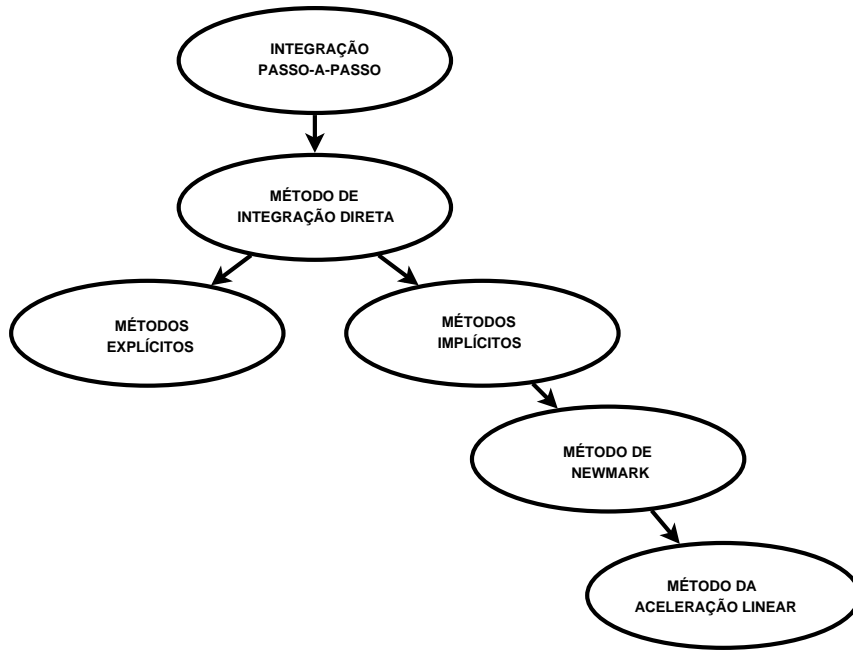 INTEGRAÇÃO
PASSO-A-PASSO
MÉTODO DE
INTEGRAÇÃO DIRETA
MÉTODOS
EXPLÍCITOS
MÉTODOS
IMPLÍCITOS
MÉTODO DE
NEWMARK
MÉTODO DA
ACELERAÇÃO LINEAR